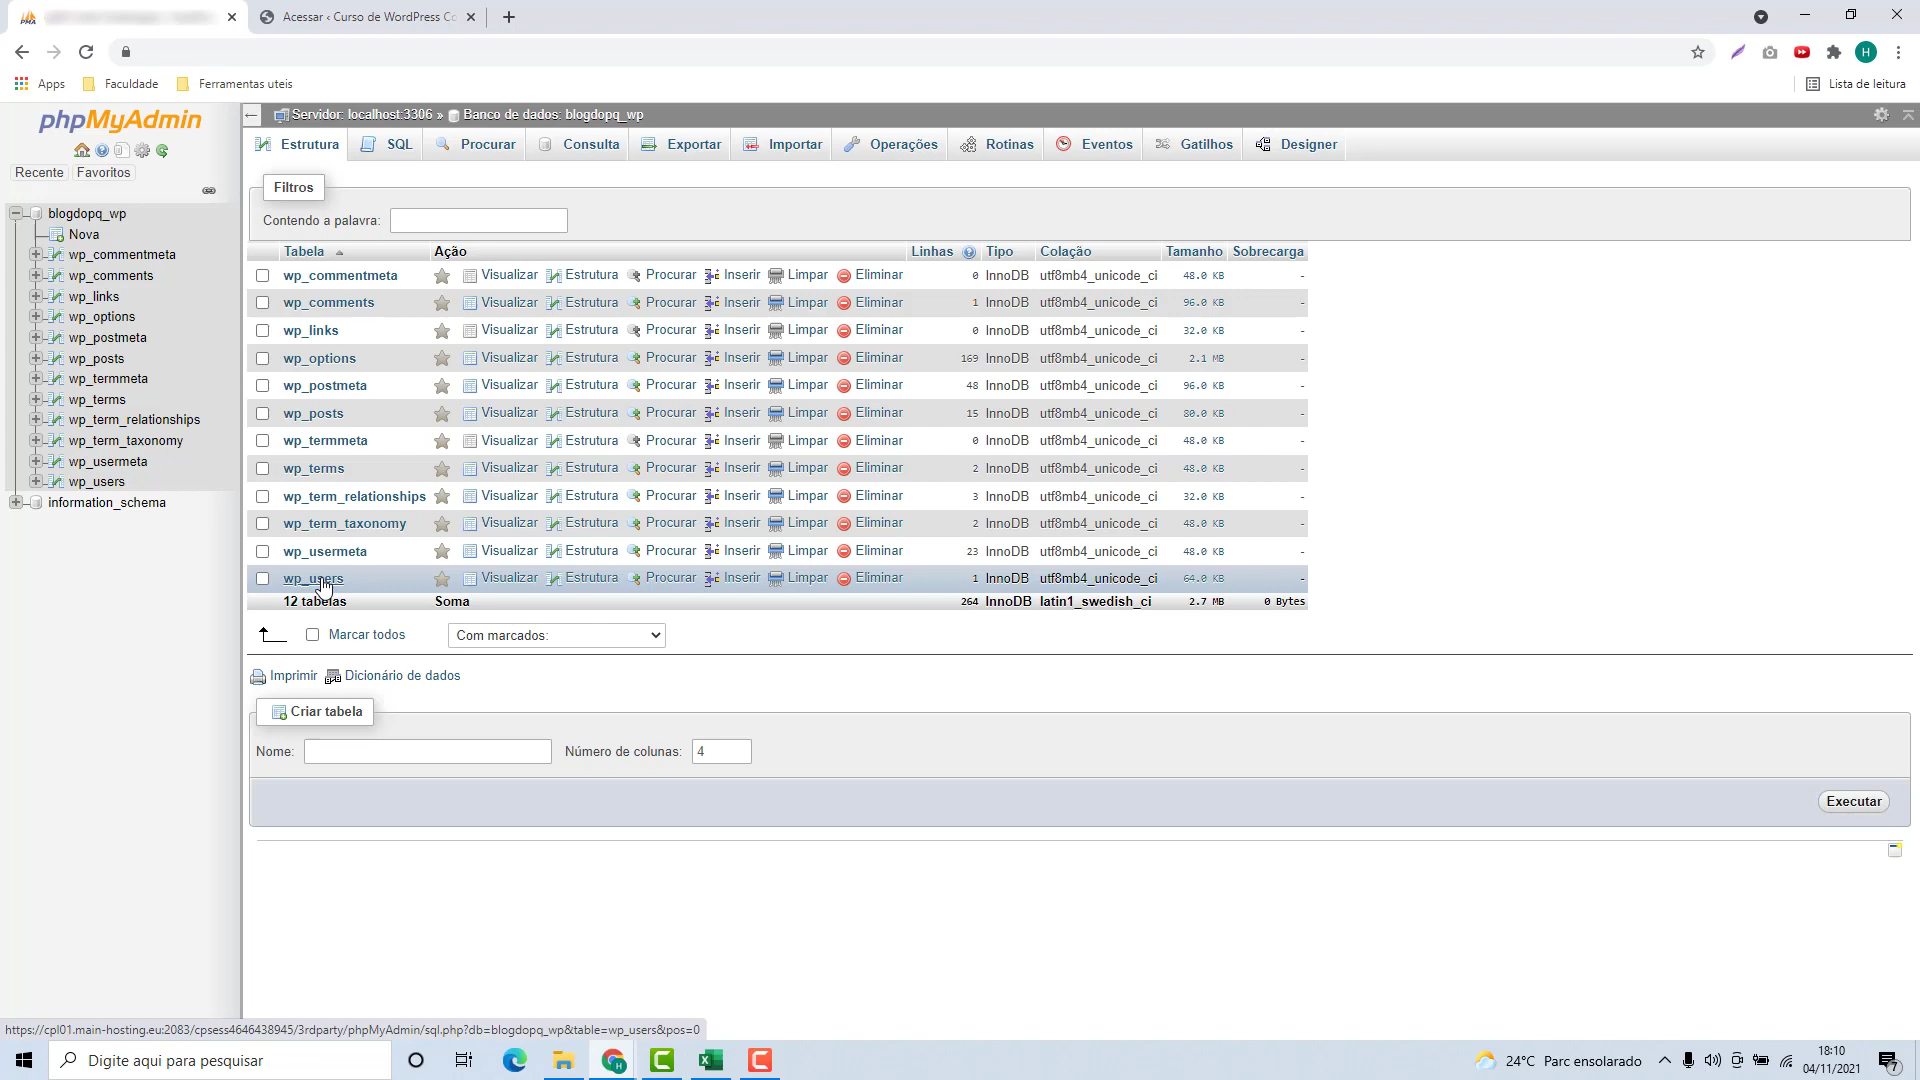 Acessar ‹ Curso de WordPress Co
Apps Faculdade Ferramentas uteis Lista de leitura
phpMyAdmin
Recente Favoritos
blogdopq_wp
Nova
wp_commentmeta
wp_comments
wp_links
wp_options
wp_postmeta
wp_posts
wp_termmeta
wp_terms
wp_term_relationships
wp_term_taxonomy
wp_usermeta
wp_users
information_schema
Servidor: localhost:3306 » Banco de dados: blogdopq_wp
Estrutura SQL Procurar Consulta Exportar Importar Operações Rotinas Eventos Gatilhos Designer
Filtros
Contendo a palavra:
Tabela Ação Linhas Tipo Colação Tamanho Sobrecarga
wp_commentmeta Visualizar Estrutura Procurar Inserir Limpar Eliminar 0 InnoDB utf8mb4_unicode_ci 48.0 KB -
wp_comments Visualizar Estrutura Procurar Inserir Limpar Eliminar 1 InnoDB utf8mb4_unicode_ci 96.0 KB -
wp_links Visualizar Estrutura Procurar Inserir Limpar Eliminar 0 InnoDB utf8mb4_unicode_ci 32.0 KB -
wp_options Visualizar Estrutura Procurar Inserir Limpar Eliminar 169 InnoDB utf8mb4_unicode_ci 2.1 MB -
wp_postmeta Visualizar Estrutura Procurar Inserir Limpar Eliminar 48 InnoDB utf8mb4_unicode_ci 96.0 KB -
wp_posts Visualizar Estrutura Procurar Inserir Limpar Eliminar 15 InnoDB utf8mb4_unicode_ci 80.0 KB -
wp_termmeta Visualizar Estrutura Procurar Inserir Limpar Eliminar 0 InnoDB utf8mb4_unicode_ci 48.0 KB -
wp_terms Visualizar Estrutura Procurar Inserir Limpar Eliminar 2 InnoDB utf8mb4_unicode_ci 48.0 KB -
wp_term_relationships Visualizar Estrutura Procurar Inserir Limpar Eliminar 3 InnoDB utf8mb4_unicode_ci 32.0 KB -
wp_term_taxonomy Visualizar Estrutura Procurar Inserir Limpar Eliminar 2 InnoDB utf8mb4_unicode_ci 48.0 KB -
wp_usermeta Visualizar Estrutura Procurar Inserir Limpar Eliminar 23 InnoDB utf8mb4_unicode_ci 48.0 KB -
wp_users Visualizar Estrutura Procurar Inserir Limpar Eliminar 1 InnoDB utf8mb4_unicode_ci 64.0 KB -
12 tabelas Soma 264 InnoDB latin1_swedish_ci 2.7 MB 0 Bytes
Marcar todos Com marcados:
Imprimir Dicionário de dados
Criar tabela
Nome: Número de colunas: 4
Executar
https://cpl01.main-hosting.eu:2083/cpsess4646438945/3rdparty/phpMyAdmin/sql.php?db=blogdopq_wp&table=wp_users&pos=0
Digite aqui para pesquisar
24°C Parc ensolarado
18:10
04/11/2021
7